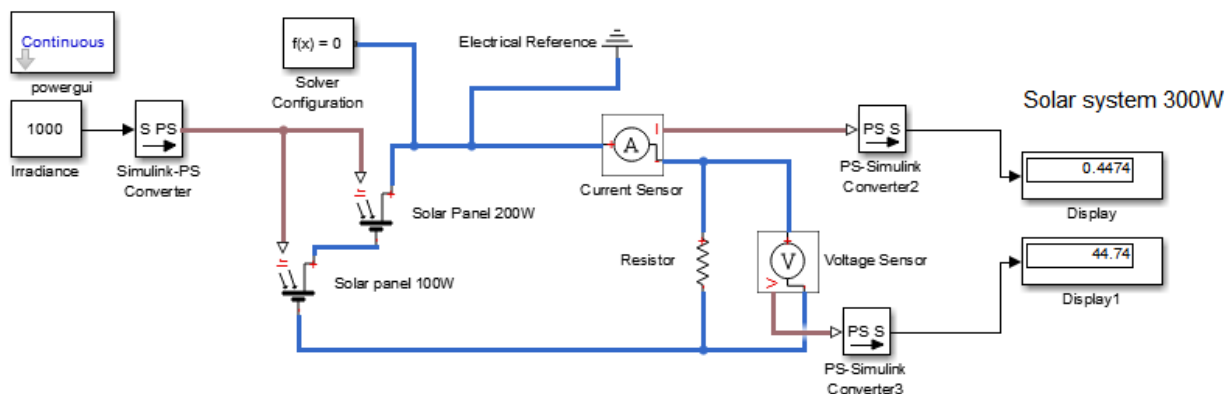 Continuous
powergui
1000
Irradiance
S PS
Simulink-PS
Converter
f(x) = 0
Solver
Configuration
Electrical Reference
Ir
Solar Panel 200W
Ir
Solar panel 100W
A
I
Current Sensor
Resistor
V
V
Voltage Sensor
PS S
PS-Simulink
Converter2
PS S
PS-Simulink
Converter3
Solar system 300W
0.4474
Display
44.74
Display1